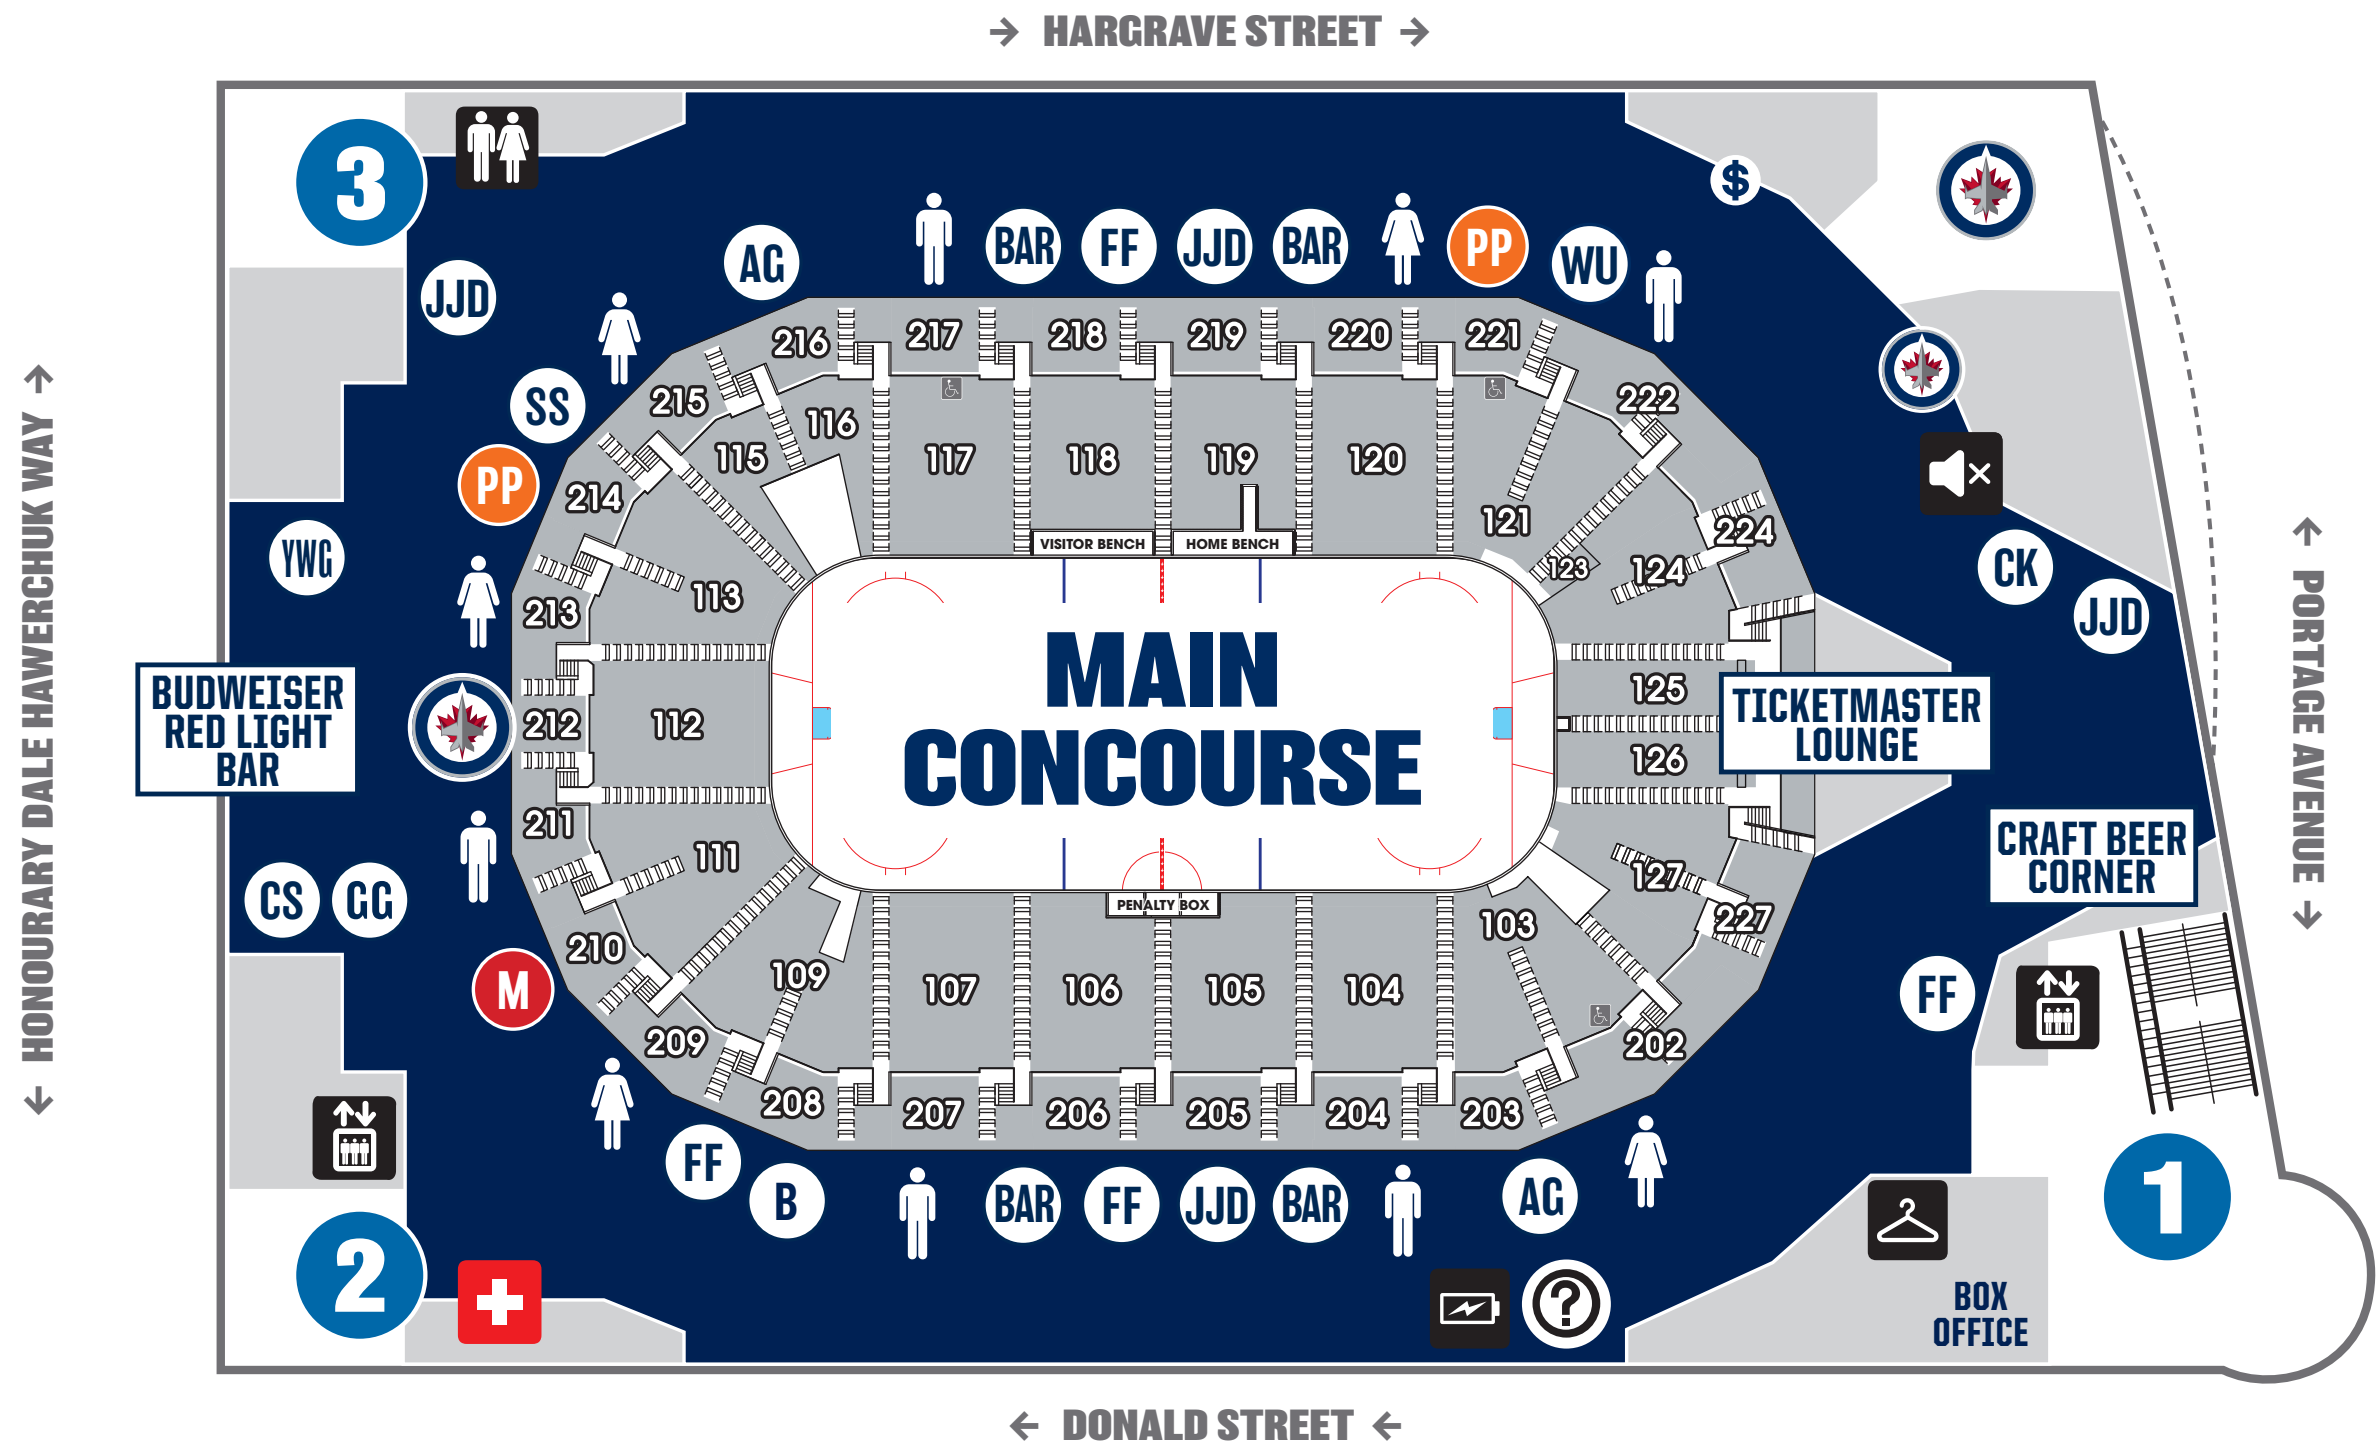 HARGRAVE STREET
3
$
AG
BAR
FF
JJD
BAR
PP
WU
JJD
216
217
218
219
220
221
SS
215
116
222
115
117
118
119
120
PP
214
121
224
YWG
VISITOR BENCH
HOME BENCH
123
124
CK
113
213
JJD
HONOURARY DALE HAWERCHUK WAY
PORTAGE AVENUE
MAIN
CONCOURSE
BUDWEISER
RED LIGHT
BAR
212
112
125
126
TICKETMASTER
LOUNGE
211
111
127
CRAFT BEER
CORNER
CS
GG
PENALTY BOX
103
227
210
109
107
106
105
104
M
FF
209
202
208
207
206
205
204
203
FF
B
BAR
FF
JJD
BAR
AG
1
2
?
BOX
OFFICE
DONALD STREET